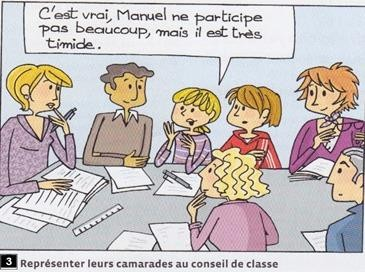 C'est vrai, Manuel ne participe
pas beaucoup, mais il est très
timide.
3 Représenter leurs camarades au conseil de classe